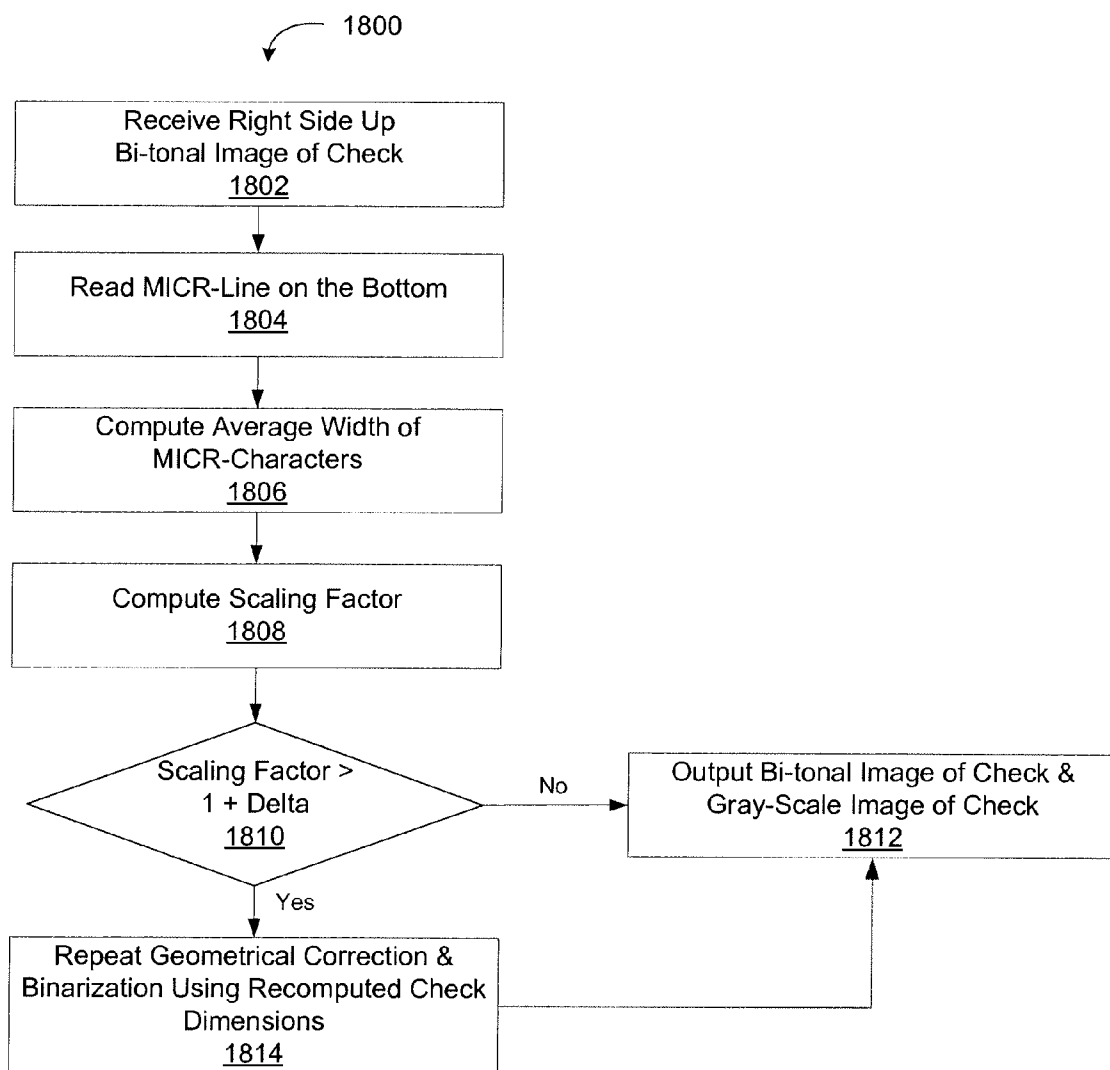 1800
Receive Right Side Up
Bi-tonal Image of Check
1802
Read MICR-Line on the Bottom
1804
Compute Average Width of
MICR-Characters
1806
Compute Scaling Factor
1808
Scaling Factor >
1 + Delta
1810
No
Output Bi-tonal Image of Check &
Gray-Scale Image of Check
1812
Yes
Repeat Geometrical Correction &
Binarization Using Recomputed Check
Dimensions
1814